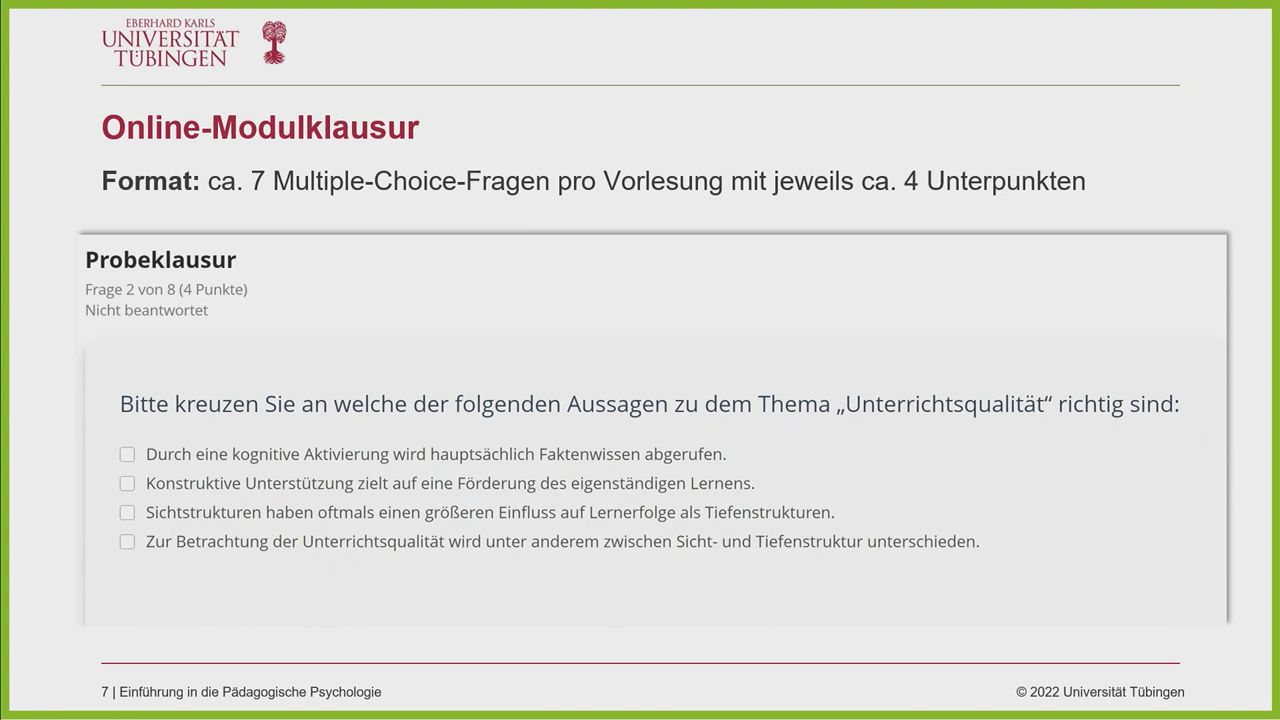 EBERHARD KARLS
UNIVERSITÄT
TÜBINGEN
Online-Modulklausur
Format: ca. 7 Multiple-Choice-Fragen pro Vorlesung mit jeweils ca. 4 Unterpunkten
Probeklausur
Frage 2 von 8 (4 Punkte)
Nicht beantwortet
Bitte kreuzen Sie an welche der folgenden Aussagen zu dem Thema „Unterrichtsqualität“ richtig sind:
Durch eine kognitive Aktivierung wird hauptsächlich Faktenwissen abgerufen.
Konstruktive Unterstützung zielt auf eine Förderung des eigenständigen Lernens.
Sichtstrukturen haben oftmals einen größeren Einfluss auf Lernerfolge als Tiefenstrukturen.
Zur Betrachtung der Unterrichtsqualität wird unter anderem zwischen Sicht- und Tiefenstruktur unterschieden.
7 | Einführung in die Pädagogische Psychologie
© 2022 Universität Tübingen